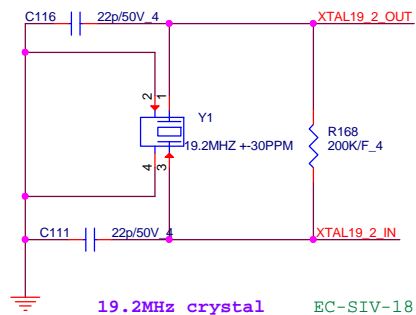 C116 22p/50V_4 XTAL19_2_OUT
2 1
Y1
19.2MHZ +-30PPM
R168
200K/F_4
4 3
C111 22p/50V_4 XTAL19_2_IN
19.2MHz crystal EC-SIV-18